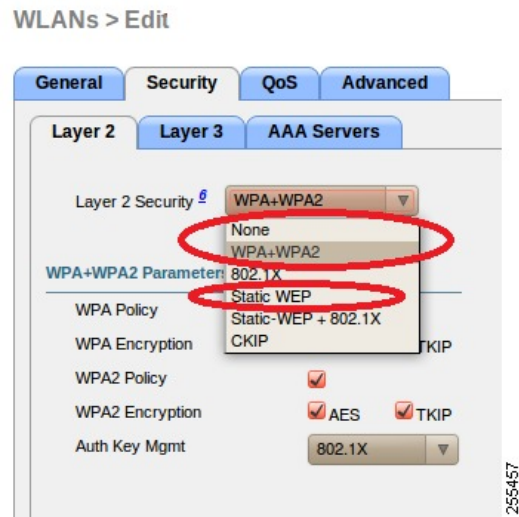 WLANs > Edit
General Security QoS Advanced
Layer 2 Layer 3 AAA Servers
Layer 2 Security 6 WPA+WPA2
None
WPA+WPA2
802.1X
Static WEP
Static-WEP + 802.1X
CKIP
WPA+WPA2 Parameters
WPA Policy
WPA Encryption TKIP
WPA2 Policy
WPA2 Encryption AES TKIP
Auth Key Mgmt 802.1X
255457